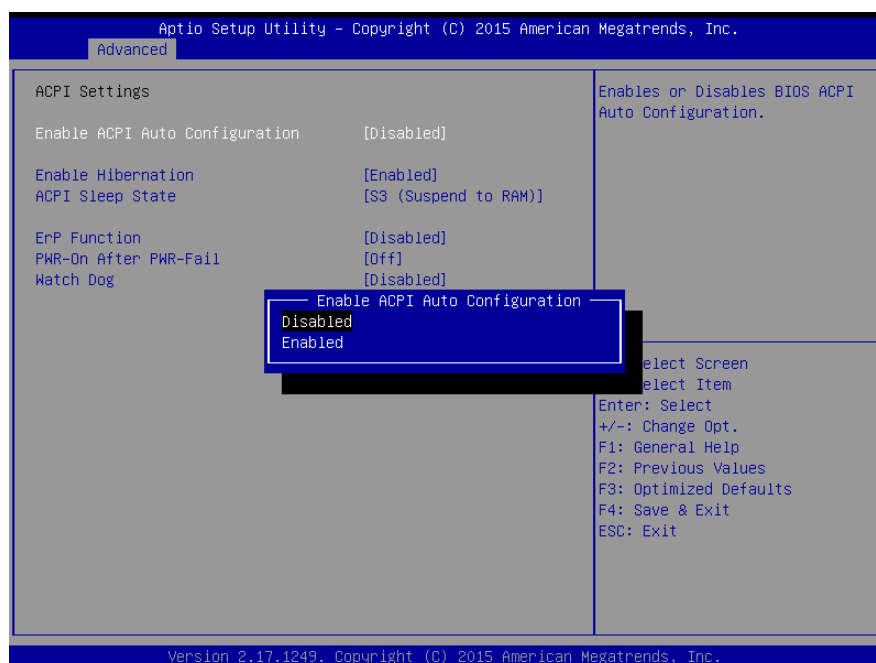 Aptio Setup Utility – Copyright (C) 2015 American Megatrends, Inc.
Advanced
ACPI Settings
Enable ACPI Auto Configuration [Disabled]
Enable Hibernation [Enabled]
ACPI Sleep State [S3 (Suspend to RAM)]
ErP Function [Disabled]
PWR-On After PWR-Fail [Off]
Watch Dog [Disabled]
Enable ACPI Auto Configuration
Disabled
Enabled
Enables or Disables BIOS ACPI
Auto Configuration.
elect Screen
elect Item
Enter: Select
+/-: Change Opt.
F1: General Help
F2: Previous Values
F3: Optimized Defaults
F4: Save & Exit
ESC: Exit
Version 2.17.1249. Copyright (C) 2015 American Megatrends, Inc.